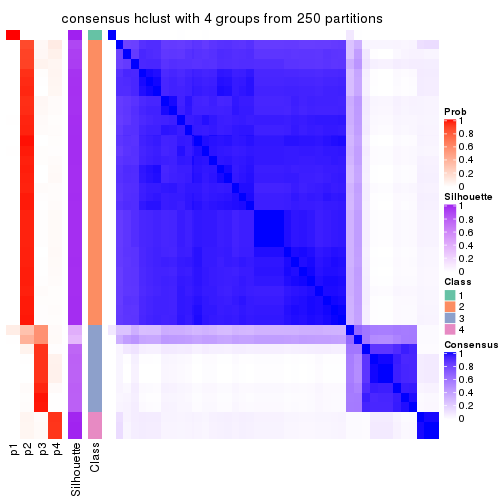 consensus hclust with 4 groups from 250 partitions
Prob
1
0.8
0.6
0.4
0.2
0
Silhouette
1
0.8
0.6
0.4
0.2
0
Class
1
2
3
4
Consensus
1
0.8
0.6
0.4
0.2
0
p1
p2
p3
p4
Silhouette
Class